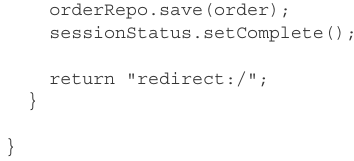 orderRepo.save(order);
    sessionStatus.setComplete();

    return "redirect:/";
  }

}